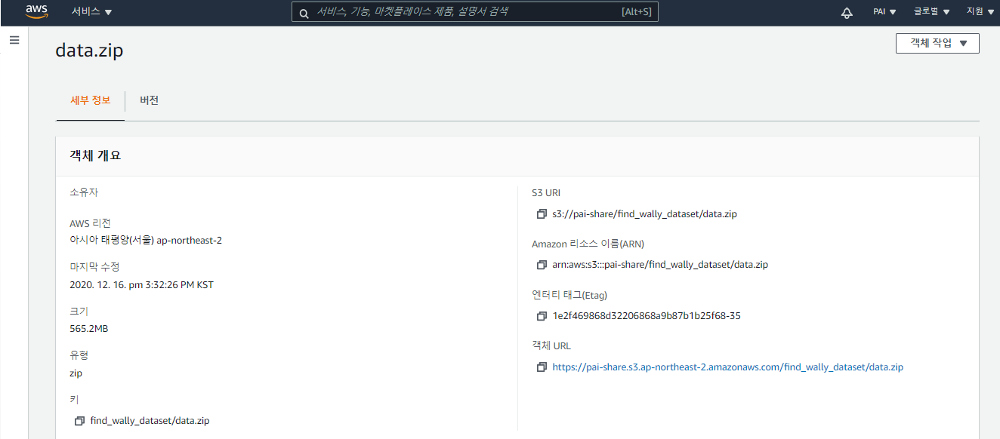 aws 서비스 ▼ 서비스, 기능, 마켓플레이스 제품, 설명서 검색 [Alt+S] PAI ▼ 글로벌 ▼ 지원 ▼
data.zip
객체 작업 ▼
세부 정보
버전
객체 개요
소유자
AWS 리전
아시아 태평양(서울) ap-northeast-2
마지막 수정
2020. 12. 16. pm 3:32:26 PM KST
크기
565.2MB
유형
zip
키
find_wally_dataset/data.zip
S3 URI
s3://pai-share/find_wally_dataset/data.zip
Amazon 리소스 이름(ARN)
arn:aws:s3:::pai-share/find_wally_dataset/data.zip
엔터티 태그(Etag)
1e2f469868d32206868a9b87b1b25f68-35
객체 URL
https://pai-share.s3.ap-northeast-2.amazonaws.com/find_wally_dataset/data.zip